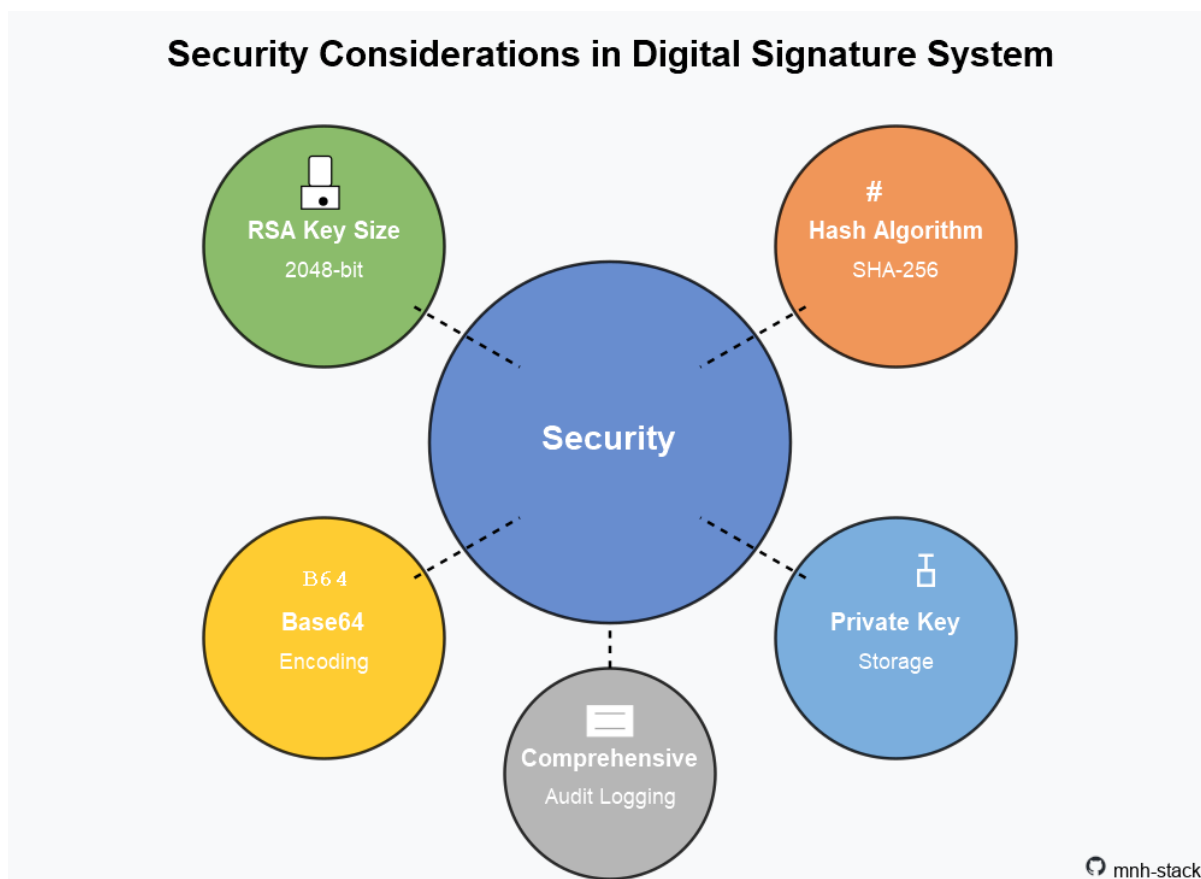 Security Considerations in Digital Signature System
#
RSA Key Size
Hash Algorithm
2048-bit
SHA-256
Security
B64
Base64
Private Key
Encoding
Storage
Comprehensive
Audit Logging
mnh-stack